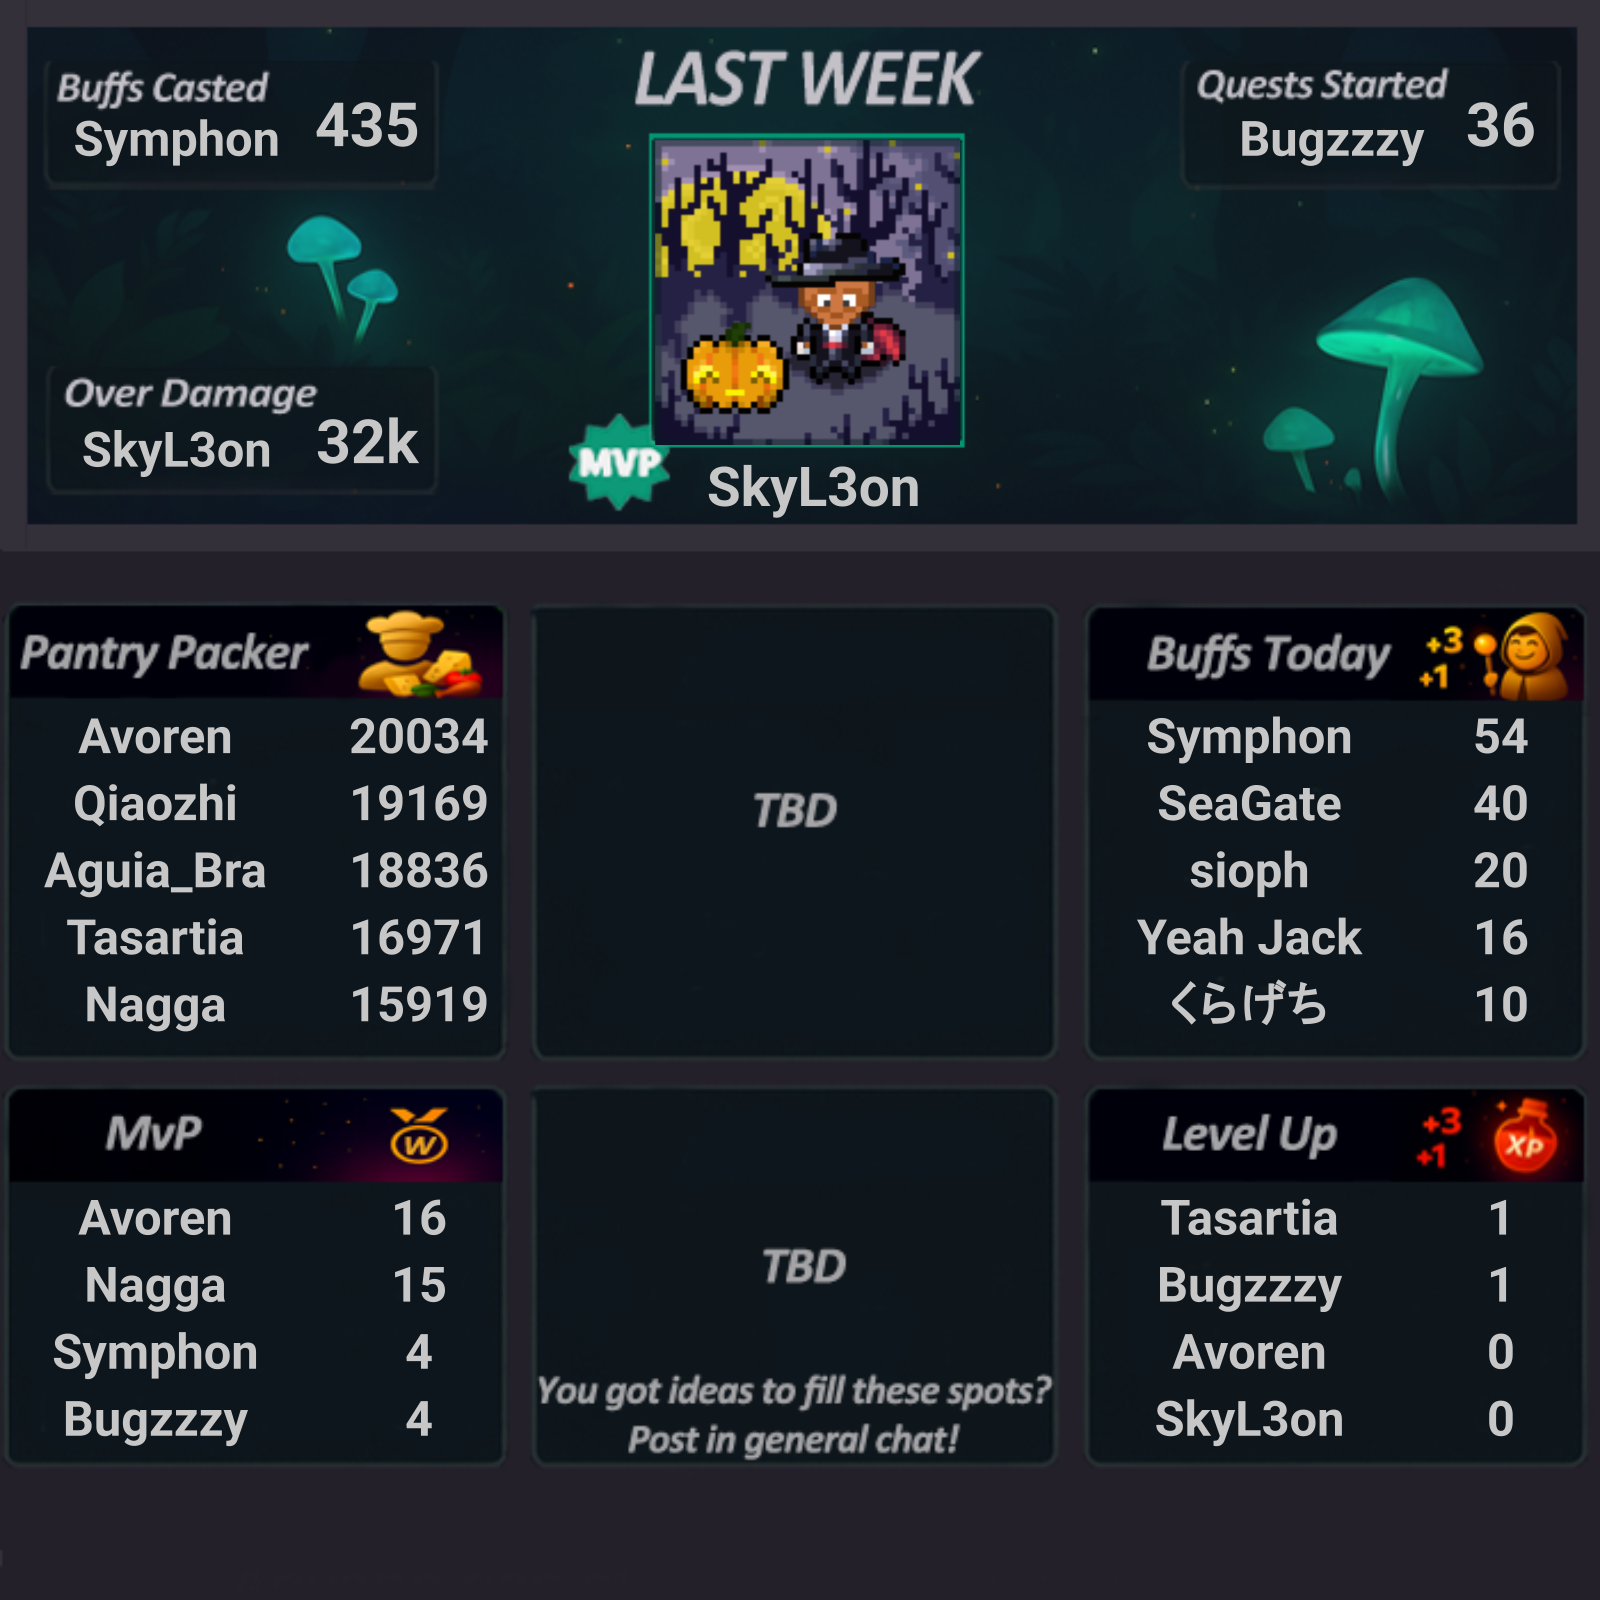 LAST WEEK
Buffs Casted
Symphon 435
Quests Started
Bugzzzy 36
Over Damage
SkyL3on 32k
MVP
SkyL3on
Pantry Packer
Avoren 20034
Qiaozhi 19169
Aguia_Bra 18836
Tasartia 16971
Nagga 15919
TBD
Buffs Today +3
+1
Symphon 54
SeaGate 40
sioph 20
Yeah Jack 16
くらげち 10
MvP W
Avoren 16
Nagga 15
Symphon 4
Bugzzzy 4
TBD
You got ideas to fill these spots?
Post in general chat!
Level Up +3
+1 XP
Tasartia 1
Bugzzzy 1
Avoren 0
SkyL3on 0